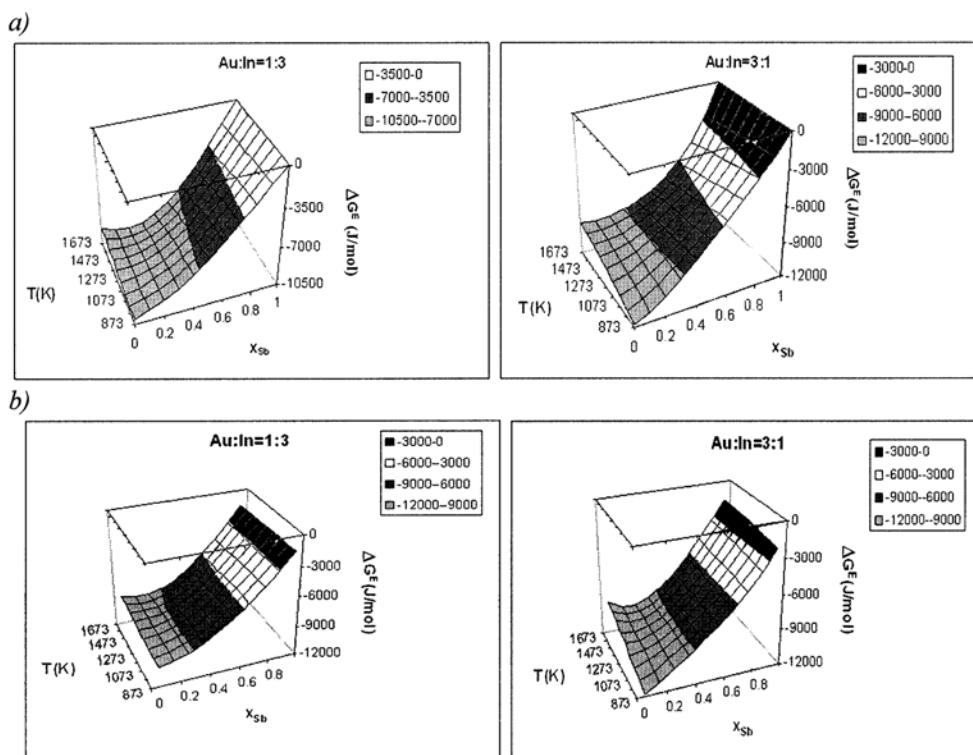 a)
Au:In=1:3
-3500-0
-7000--3500
-10500--7000
0
-3500
-7000
-10500
ΔG^E (J/mol)
1673
1473
1273
1073
873
T(K)
0 0.2 0.4 0.6 0.8 1
x_Sb
Au:In=3:1
-3000-0
-6000--3000
-9000--6000
-12000--9000
0
-3000
-6000
-9000
-12000
ΔG^E (J/mol)
1673
1473
1273
1073
873
T(K)
0 0.2 0.4 0.6 0.8 1
x_Sb
b)
Au:In=1:3
-3000-0
-6000--3000
-9000--6000
-12000--9000
0
-3000
-6000
-9000
-12000
ΔG^E (J/mol)
1673
1473
1273
1073
873
T(K)
0 0.2 0.4 0.6 0.8
x_Sb
Au:In=3:1
-3000-0
-6000--3000
-9000--6000
-12000--9000
0
-3000
-6000
-9000
-12000
ΔG^E (J/mol)
1673
1473
1273
1073
873
T(K)
0 0.2 0.4 0.6 0.8
x_Sb